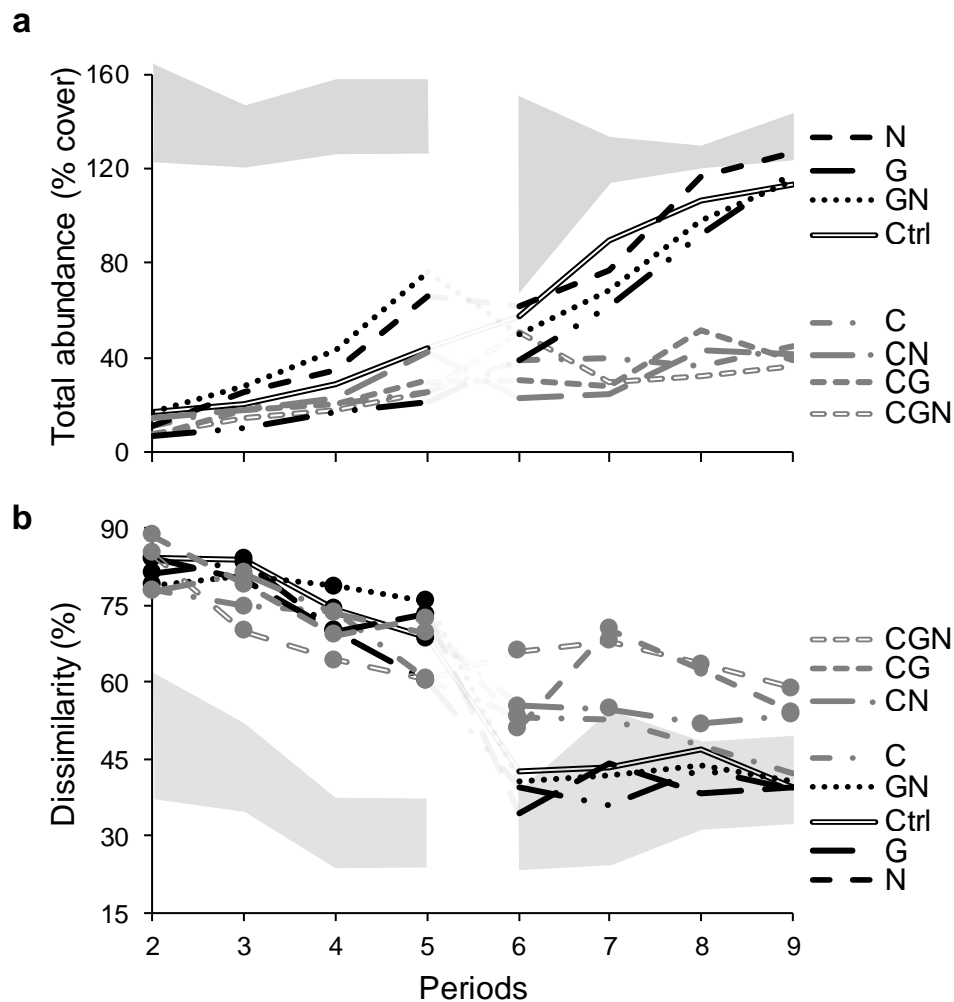 a
Total abundance (% cover)
160
120
80
40
0
N
G
GN
Ctrl
C
CN
CG
CGN
b
Dissimilarity (%)
90
75
60
45
30
15
2 3 4 5 6 7 8 9
Periods
CGN
CG
CN
C
GN
Ctrl
G
N